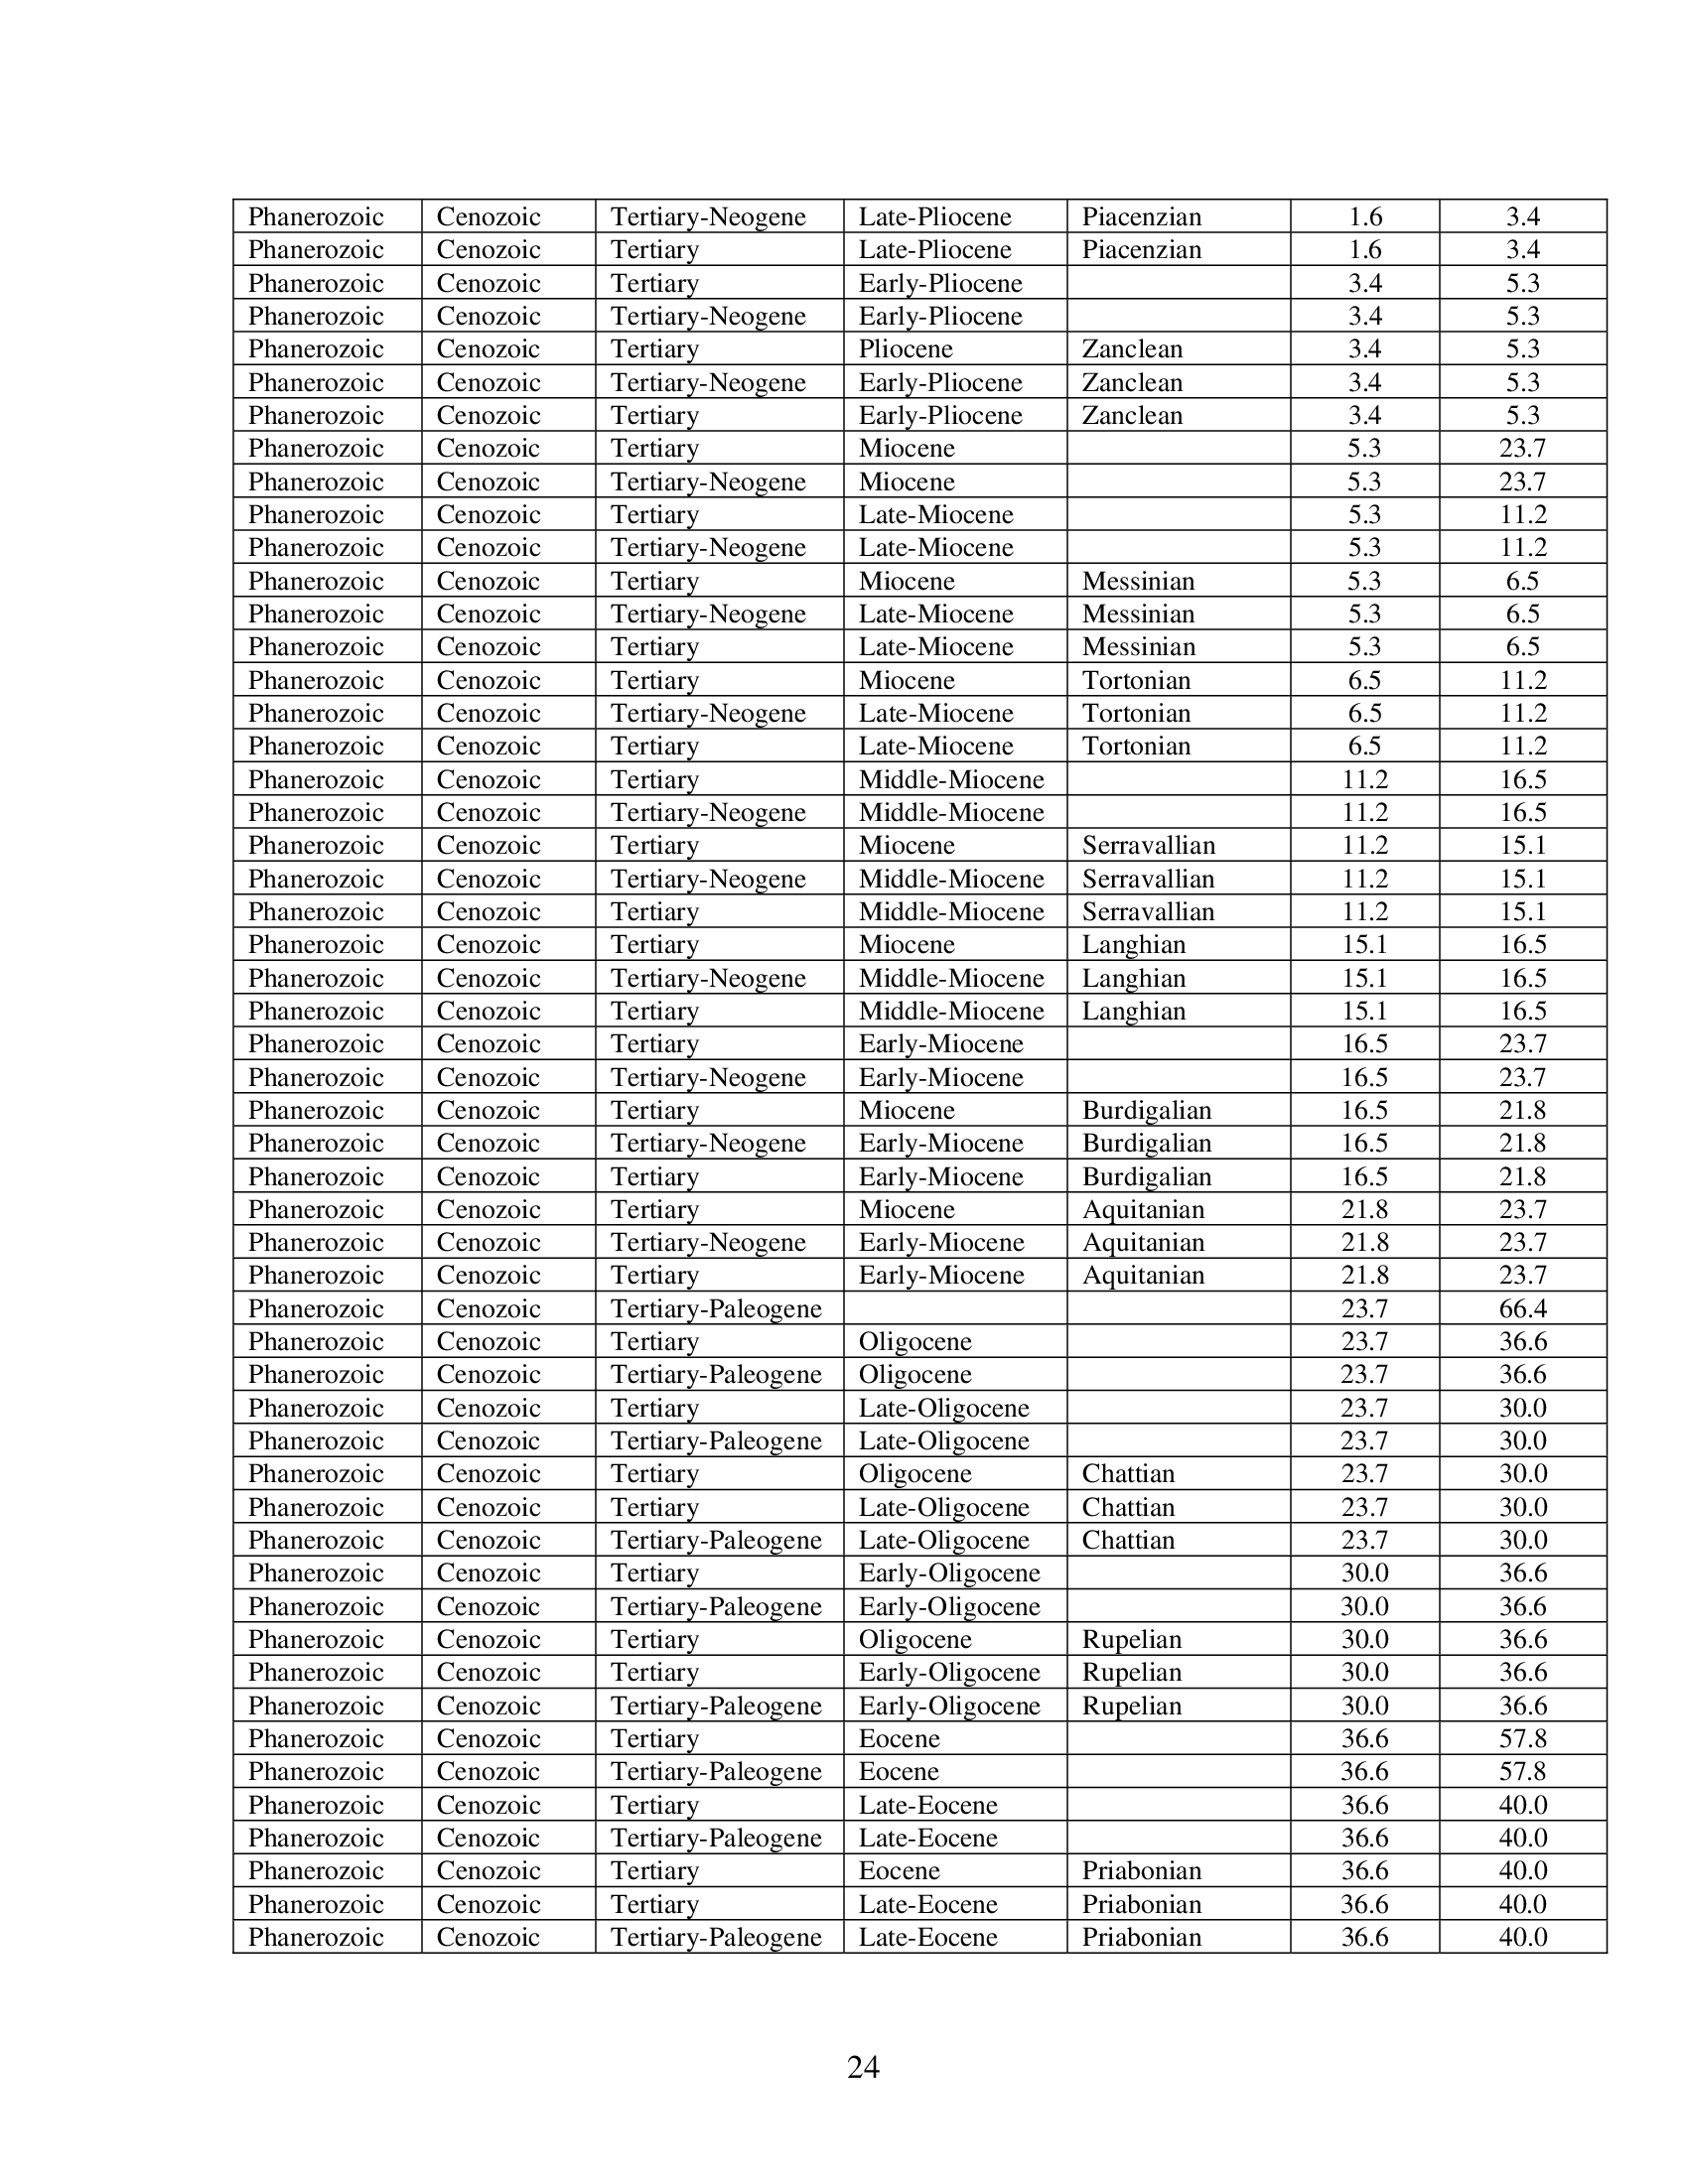 Phanerozoic Cenozoic Tertiary-Neogene Late-Pliocene Piacenzian 1.6 3.4
Phanerozoic Cenozoic Tertiary Late-Pliocene Piacenzian 1.6 3.4
Phanerozoic Cenozoic Tertiary Early-Pliocene 3.4 5.3
Phanerozoic Cenozoic Tertiary-Neogene Early-Pliocene 3.4 5.3
Phanerozoic Cenozoic Tertiary Pliocene Zanclean 3.4 5.3
Phanerozoic Cenozoic Tertiary-Neogene Early-Pliocene Zanclean 3.4 5.3
Phanerozoic Cenozoic Tertiary Early-Pliocene Zanclean 3.4 5.3
Phanerozoic Cenozoic Tertiary Miocene 5.3 23.7
Phanerozoic Cenozoic Tertiary-Neogene Miocene 5.3 23.7
Phanerozoic Cenozoic Tertiary Late-Miocene 5.3 11.2
Phanerozoic Cenozoic Tertiary-Neogene Late-Miocene 5.3 11.2
Phanerozoic Cenozoic Tertiary Miocene Messinian 5.3 6.5
Phanerozoic Cenozoic Tertiary-Neogene Late-Miocene Messinian 5.3 6.5
Phanerozoic Cenozoic Tertiary Late-Miocene Messinian 5.3 6.5
Phanerozoic Cenozoic Tertiary Miocene Tortonian 6.5 11.2
Phanerozoic Cenozoic Tertiary-Neogene Late-Miocene Tortonian 6.5 11.2
Phanerozoic Cenozoic Tertiary Late-Miocene Tortonian 6.5 11.2
Phanerozoic Cenozoic Tertiary Middle-Miocene 11.2 16.5
Phanerozoic Cenozoic Tertiary-Neogene Middle-Miocene 11.2 16.5
Phanerozoic Cenozoic Tertiary Miocene Serravallian 11.2 15.1
Phanerozoic Cenozoic Tertiary-Neogene Middle-Miocene Serravallian 11.2 15.1
Phanerozoic Cenozoic Tertiary Middle-Miocene Serravallian 11.2 15.1
Phanerozoic Cenozoic Tertiary Miocene Langhian 15.1 16.5
Phanerozoic Cenozoic Tertiary-Neogene Middle-Miocene Langhian 15.1 16.5
Phanerozoic Cenozoic Tertiary Middle-Miocene Langhian 15.1 16.5
Phanerozoic Cenozoic Tertiary Early-Miocene 16.5 23.7
Phanerozoic Cenozoic Tertiary-Neogene Early-Miocene 16.5 23.7
Phanerozoic Cenozoic Tertiary Miocene Burdigalian 16.5 21.8
Phanerozoic Cenozoic Tertiary-Neogene Early-Miocene Burdigalian 16.5 21.8
Phanerozoic Cenozoic Tertiary Early-Miocene Burdigalian 16.5 21.8
Phanerozoic Cenozoic Tertiary Miocene Aquitanian 21.8 23.7
Phanerozoic Cenozoic Tertiary-Neogene Early-Miocene Aquitanian 21.8 23.7
Phanerozoic Cenozoic Tertiary Early-Miocene Aquitanian 21.8 23.7
Phanerozoic Cenozoic Tertiary-Paleogene 23.7 66.4
Phanerozoic Cenozoic Tertiary Oligocene 23.7 36.6
Phanerozoic Cenozoic Tertiary-Paleogene Oligocene 23.7 36.6
Phanerozoic Cenozoic Tertiary Late-Oligocene 23.7 30.0
Phanerozoic Cenozoic Tertiary-Paleogene Late-Oligocene 23.7 30.0
Phanerozoic Cenozoic Tertiary Oligocene Chattian 23.7 30.0
Phanerozoic Cenozoic Tertiary Late-Oligocene Chattian 23.7 30.0
Phanerozoic Cenozoic Tertiary-Paleogene Late-Oligocene Chattian 23.7 30.0
Phanerozoic Cenozoic Tertiary Early-Oligocene 30.0 36.6
Phanerozoic Cenozoic Tertiary-Paleogene Early-Oligocene 30.0 36.6
Phanerozoic Cenozoic Tertiary Oligocene Rupelian 30.0 36.6
Phanerozoic Cenozoic Tertiary Early-Oligocene Rupelian 30.0 36.6
Phanerozoic Cenozoic Tertiary-Paleogene Early-Oligocene Rupelian 30.0 36.6
Phanerozoic Cenozoic Tertiary Eocene 36.6 57.8
Phanerozoic Cenozoic Tertiary-Paleogene Eocene 36.6 57.8
Phanerozoic Cenozoic Tertiary Late-Eocene 36.6 40.0
Phanerozoic Cenozoic Tertiary-Paleogene Late-Eocene 36.6 40.0
Phanerozoic Cenozoic Tertiary Eocene Priabonian 36.6 40.0
Phanerozoic Cenozoic Tertiary Late-Eocene Priabonian 36.6 40.0
Phanerozoic Cenozoic Tertiary-Paleogene Late-Eocene Priabonian 36.6 40.0
24